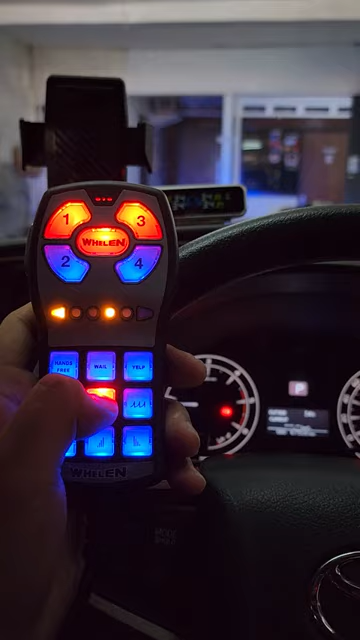 1
3
WHELEN
2
4
HANDS
FREE
WAIL
YELP
WHELEN
P